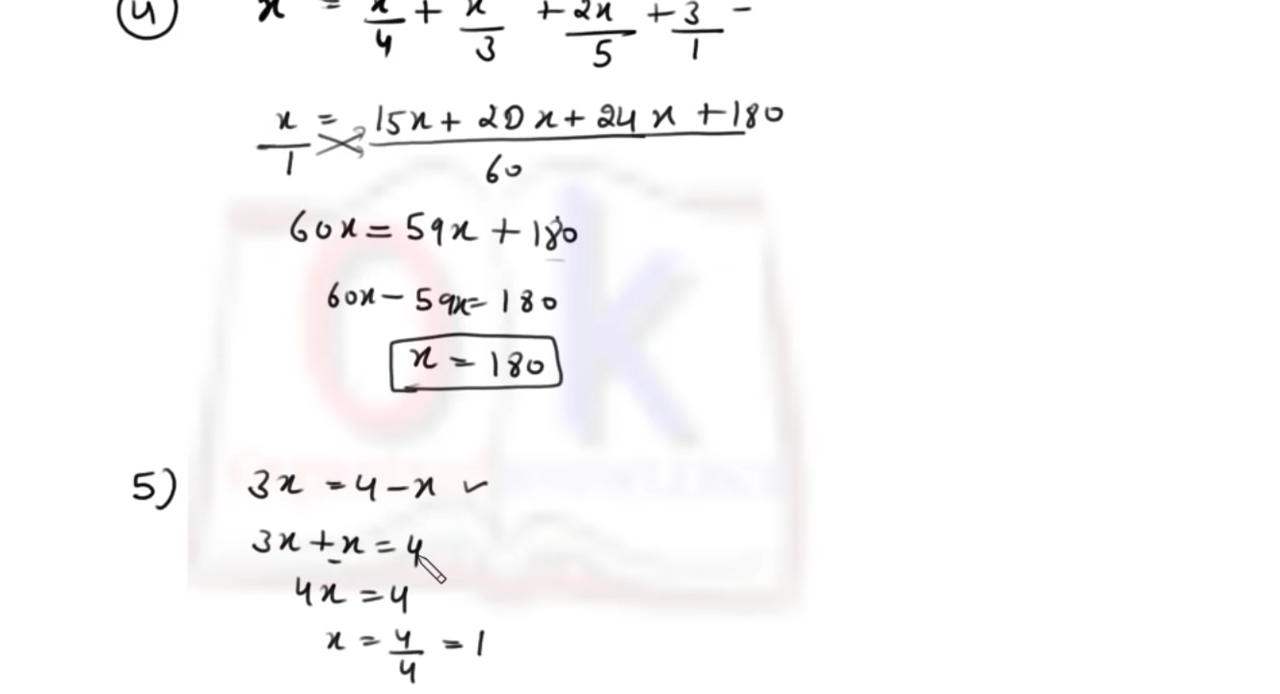 4 x = x/4 + x/3 + 2x/5 + 3/1 -
x/1 = 15x + 20x + 24x + 180 / 60
60x = 59x + 180
60x - 59x = 180
x = 180
5) 3x = 4 - x ✓
3x + x = 4
4x = 4
x = 4/4 = 1